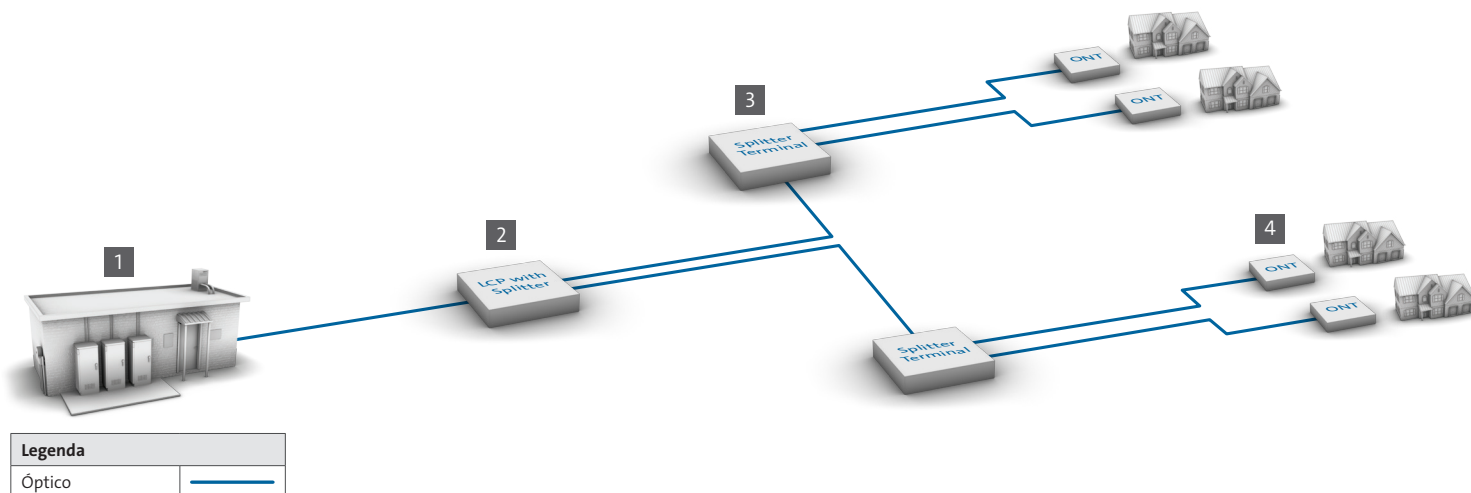 ONT
ONT
3
Splitter
Terminal
2
LCP with
Splitter
4
ONT
1
ONT
Splitter
Terminal
Legenda
Óptico